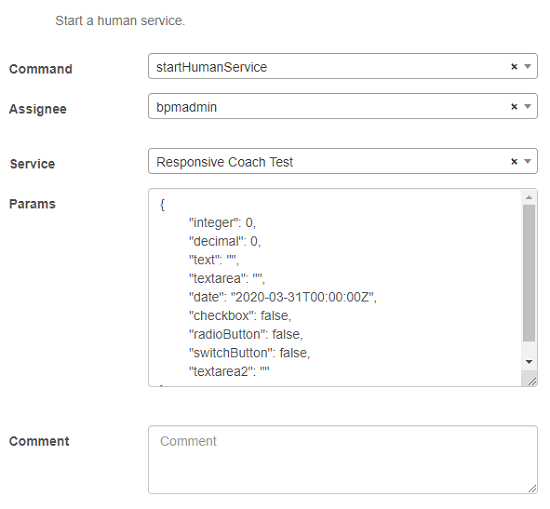 Start a human service.
Command
startHumanService
Assignee
bpmadmin
Service
Responsive Coach Test
Params
{
"integer": 0,
"decimal": 0,
"text": "",
"textarea": "",
"date": "2020-03-31T00:00:00Z",
"checkbox": false,
"radioButton": false,
"switchButton": false,
"textarea2": ""
Comment
Comment